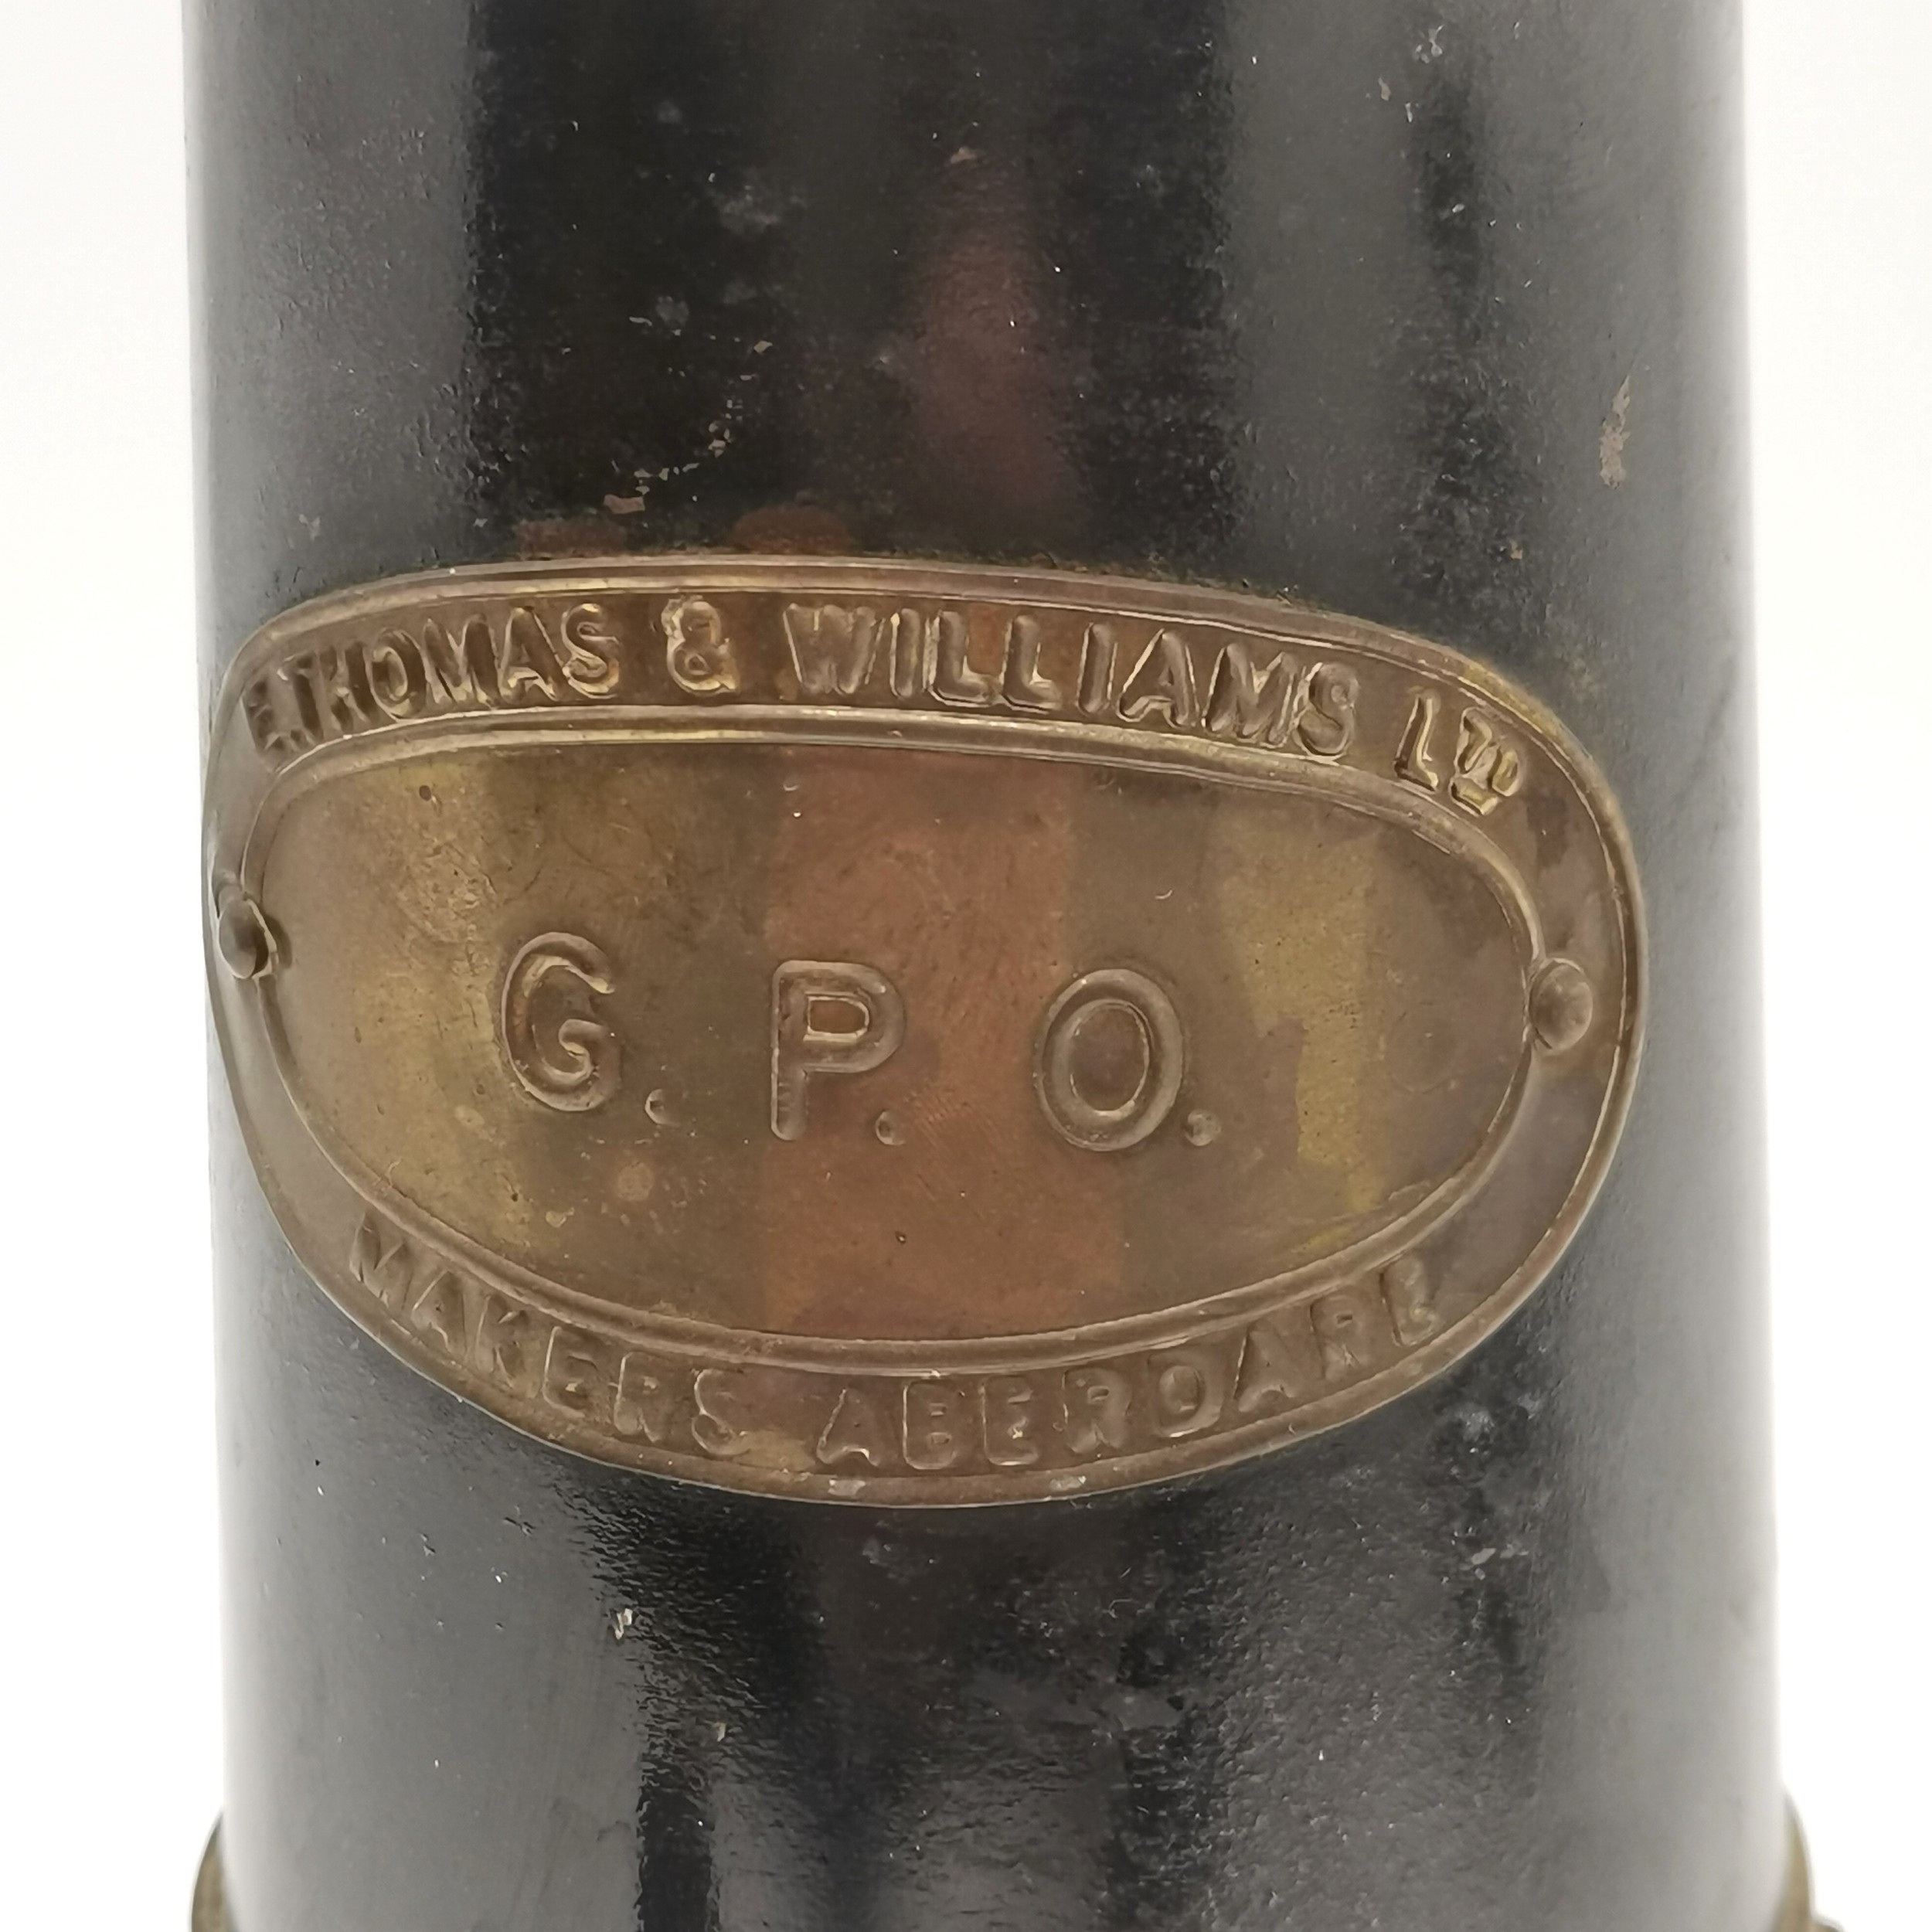 E. THOMAS & WILLIAMS LTD
G. P. O.
MAKERS ABERDARE